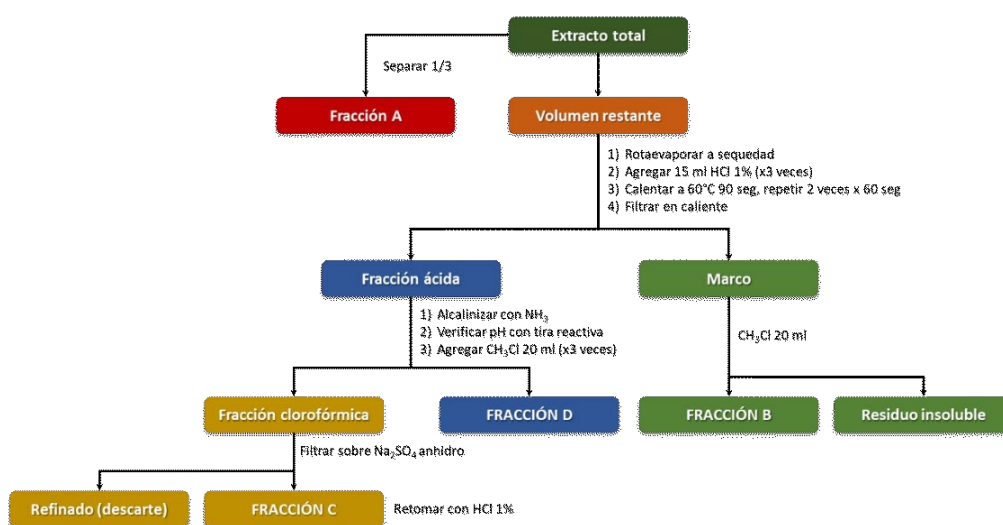 Extracto total
Separar 1/3
Fracción A
Volumen restante
1) Rotaevaporar a sequedad
2) Agregar 15 ml HCl 1% (x3 veces)
3) Calentar a 60°C 90 seg, repetir 2 veces x 60 seg
4) Filtrar en caliente
Fracción ácida
Marco
1) Alcalinizar con NH₃
2) Verificar pH con tira reactiva
3) Agregar CH₃Cl 20 ml (x3 veces)
CH₃Cl 20 ml
Fracción clorofórmica
FRACCIÓN D
FRACCIÓN B
Residuo insoluble
Filtrar sobre Na₂SO₄ anhidro
Refinado (descarte)
FRACCIÓN C
Retomar con HCl 1%